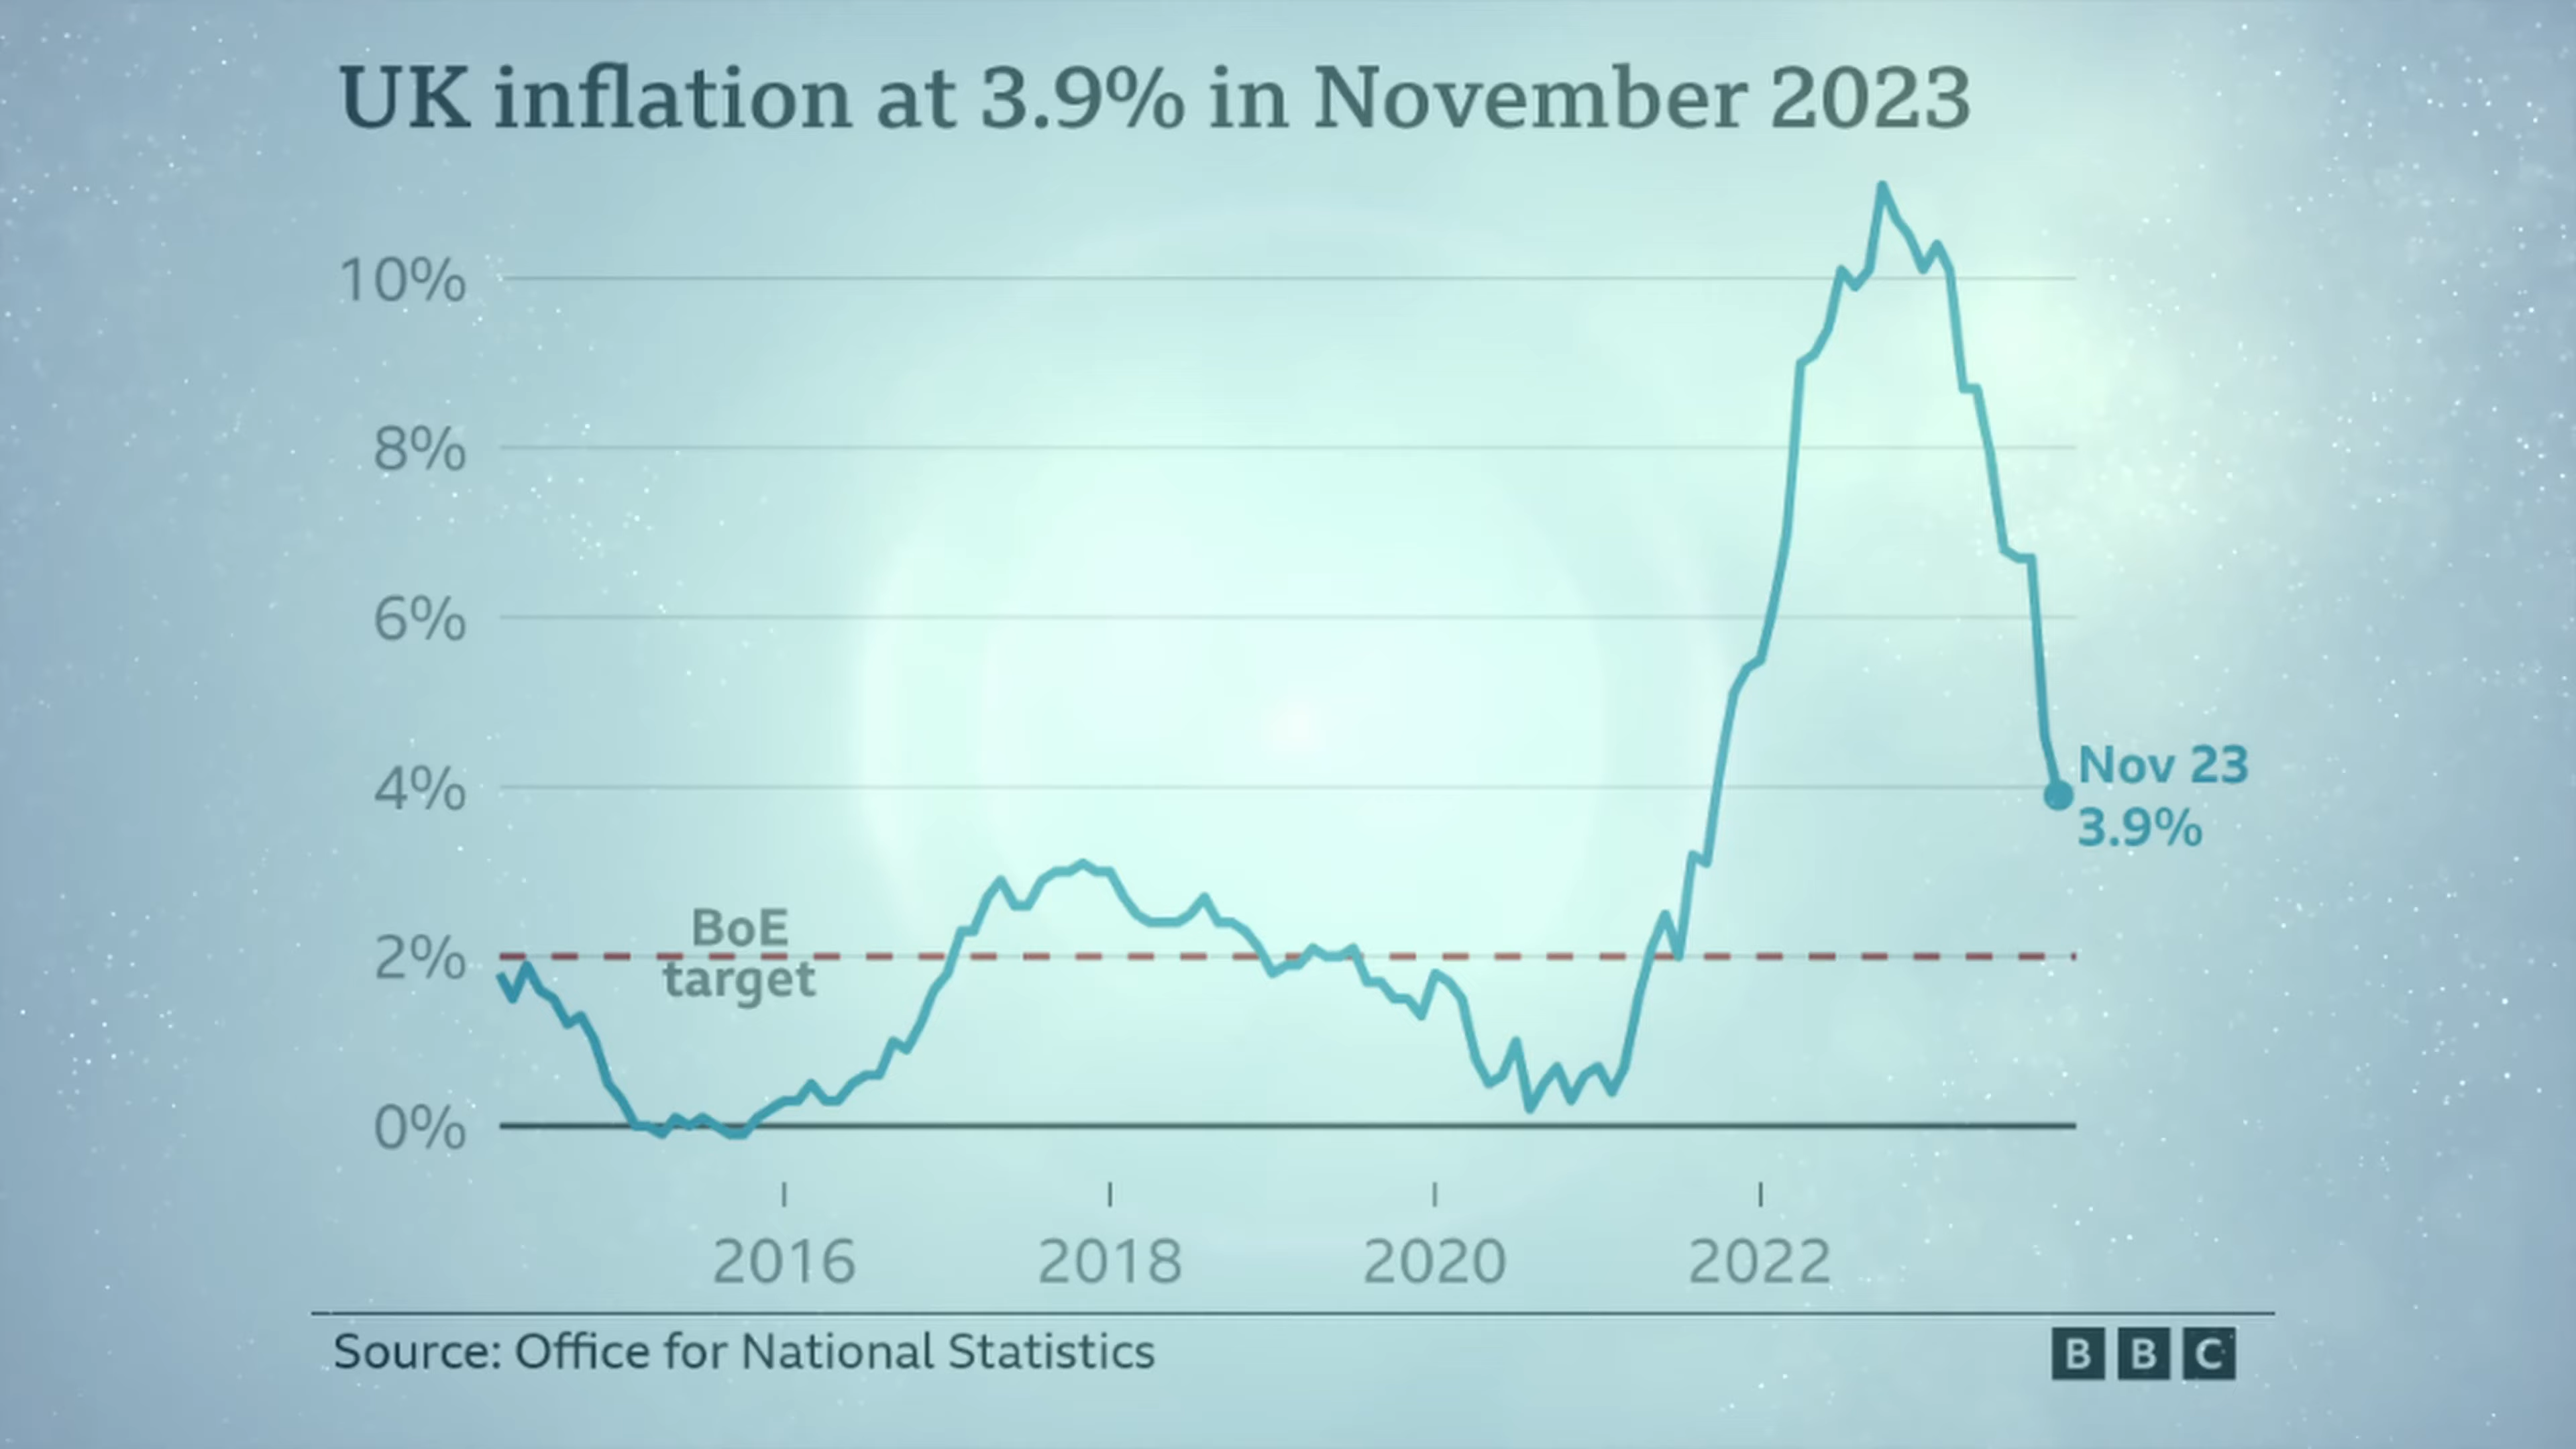 UK inflation at 3.9% in November 2023
10%
8%
6%
4%
2%
0%
BoE
target
Nov 23
3.9%
2016
2018
2020
2022
Source: Office for National Statistics
BBC